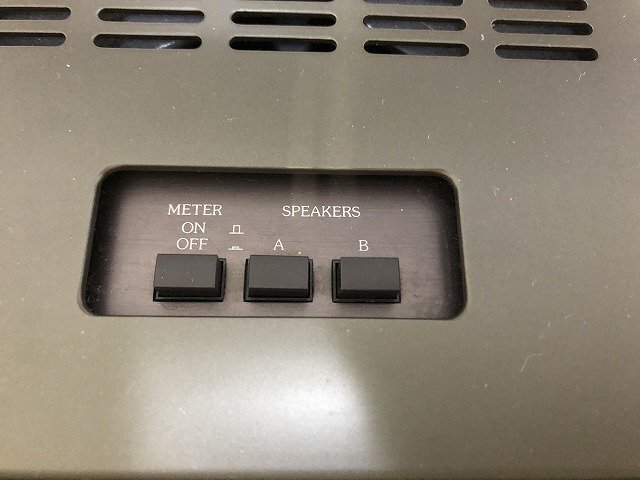 METER SPEAKERS
ON
OFF A B